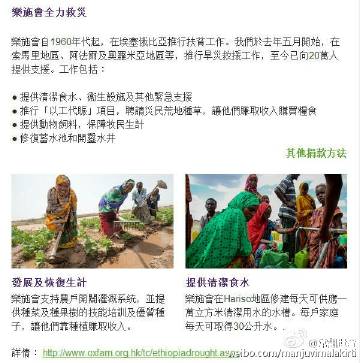 樂施會全力救災
樂施會自1960年代起，在埃塞俄比亞推行扶貧工作。我們於去年五月開始，在
索馬里地區、阿法爾及奧羅米亞地區等，推行旱災救援工作，至今已向20萬人
提供支援。工作包括：
● 提供清潔食水、衛生設施及其他緊急支援
● 推行「以工代賑」項目，聘請災民荒地種草，讓他們賺取收入購買糧食
● 提供動物飼料，保障牧民生計
● 修復蓄水池和開鑿水井
其他捐款方法
發展及恢復生計
樂施會支持農戶開闢灌溉系統，並提
供種菜及種果樹的技能培訓及優質種
子，讓他們靠種植賺取收入。
提供清潔食水
樂施會在Hariso地區修建每天可供應一
萬立方米清潔用水的水槽。每戶家庭
每天可取得30公升水。
詳情：http://www.oxfam.org.hk/tc/ethiopiadrought.aspx
weibo.com/manjuvimalakirti